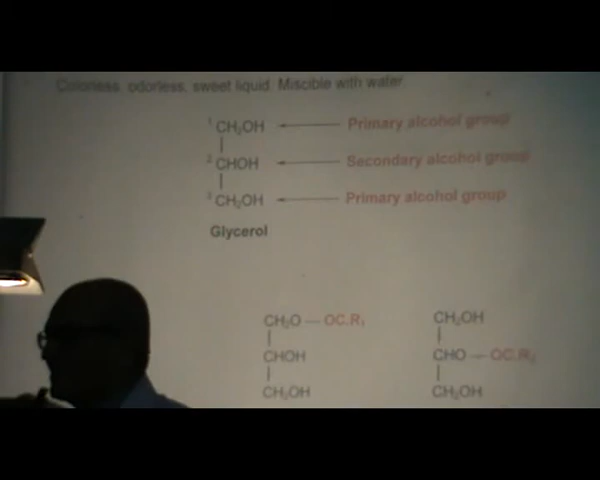 Colorless, odorless, sweet liquid. Miscible with water
¹ CH₂OH Primary alcohol group
² CHOH Secondary alcohol group
³ CH₂OH Primary alcohol group
Glycerol
CH₂O — OC.R₁ CH₂OH
CHOH CHO — OC.R₂
CH₂OH CH₂OH